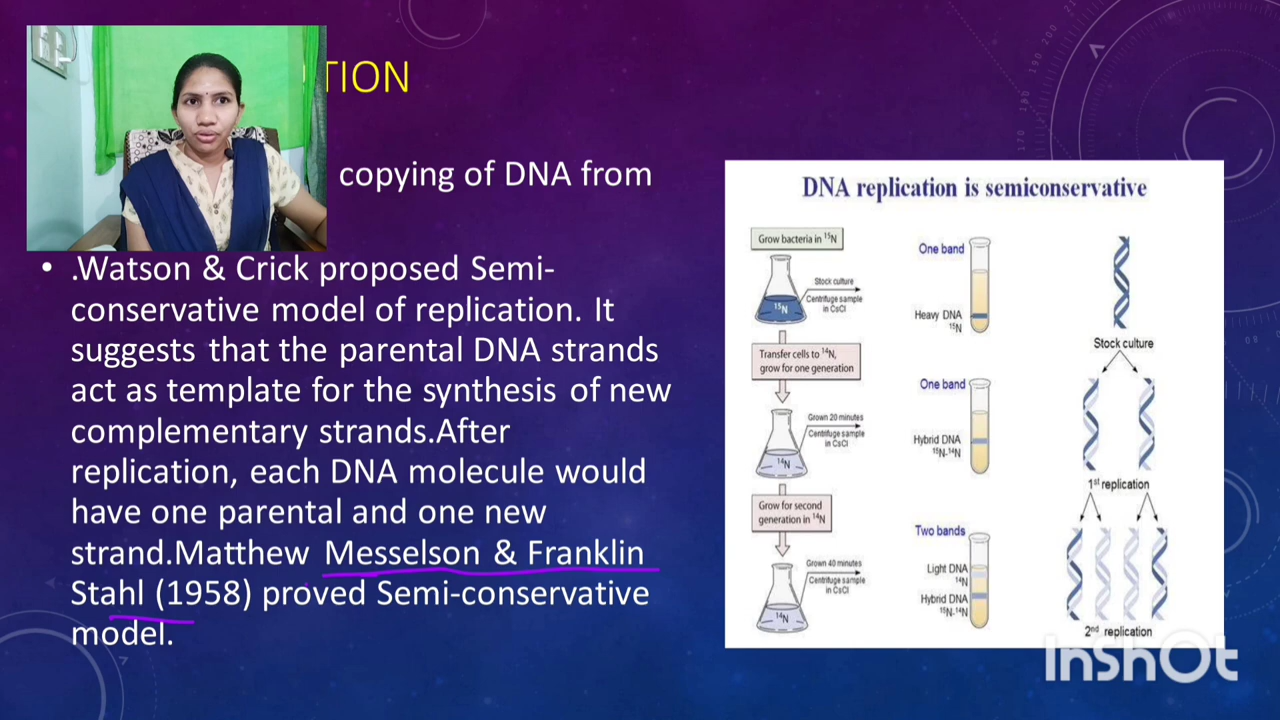 TION
copying of DNA from
• .Watson & Crick proposed Semi-
conservative model of replication. It
suggests that the parental DNA strands
act as template for the synthesis of new
complementary strands.After
replication, each DNA molecule would
have one parental and one new
strand.Matthew Messelson & Franklin
Stahl (1958) proved Semi-conservative
model.
DNA replication is semiconservative
Grow bacteria in ¹⁵N
Stock culture
Centrifuge sample
in CsCl
¹⁵N
One band
Heavy DNA
¹⁵N
Stock culture
Transfer cells to ¹⁴N,
grow for one generation
Grown 20 minutes
Centrifuge sample
in CsCl
¹⁴N
One band
Hybrid DNA
¹⁵N-¹⁴N
1st replication
Grow for second
generation in ¹⁴N
Grown 40 minutes
Centrifuge sample
in CsCl
¹⁴N
Two bands
Light DNA
¹⁴N
Hybrid DNA
¹⁵N-¹⁴N
2nd replication
InShOt